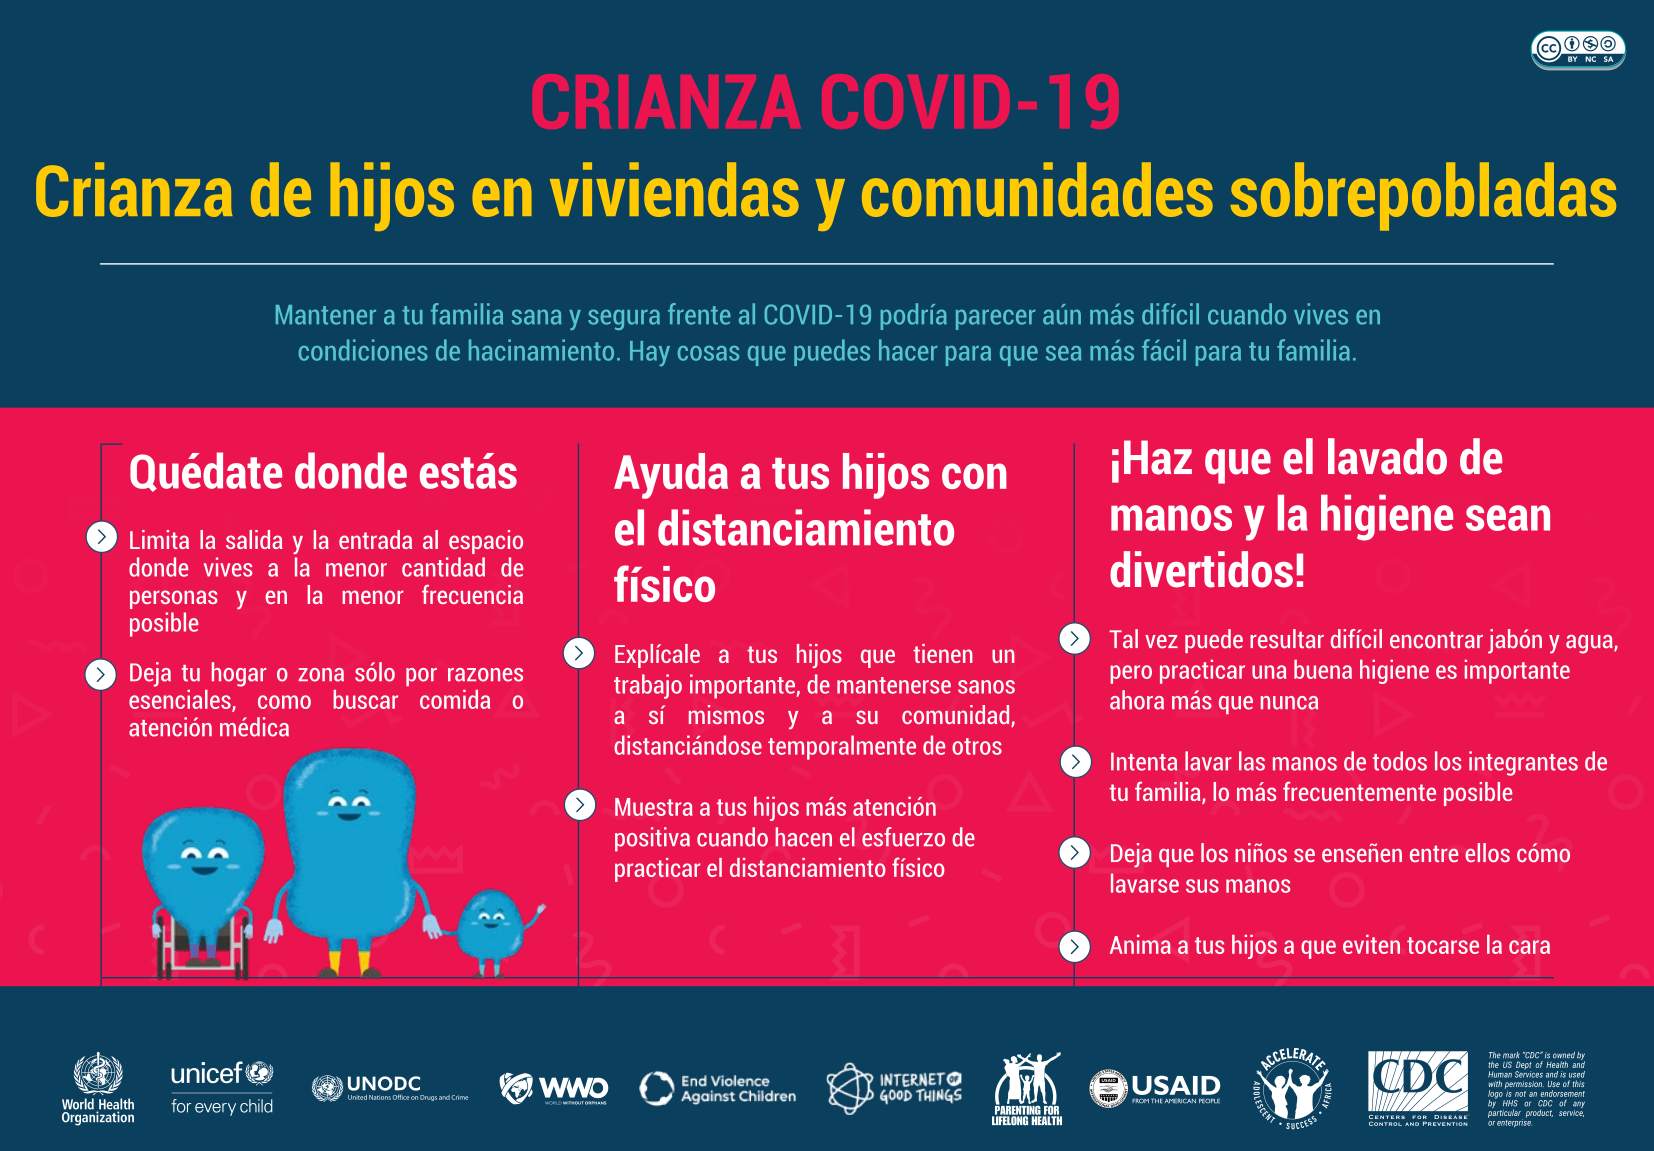 CC BY NC SA
CRIANZA COVID-19
Crianza de hijos en viviendas y comunidades sobrepobladas
Mantener a tu familia sana y segura frente al COVID-19 podría parecer aún más difícil cuando vives en
condiciones de hacinamiento. Hay cosas que puedes hacer para que sea más fácil para tu familia.
Quédate donde estás
Limita la salida y la entrada al espacio
donde vives a la menor cantidad de
personas y en la menor frecuencia
posible
Deja tu hogar o zona sólo por razones
esenciales, como buscar comida o
atención médica
Ayuda a tus hijos con
el distanciamiento
físico
Explícale a tus hijos que tienen un
trabajo importante, de mantenerse sanos
a sí mismos y a su comunidad,
distanciándose temporalmente de otros
Muestra a tus hijos más atención
positiva cuando hacen el esfuerzo de
practicar el distanciamiento físico
¡Haz que el lavado de
manos y la higiene sean
divertidos!
Tal vez puede resultar difícil encontrar jabón y agua,
pero practicar una buena higiene es importante
ahora más que nunca
Intenta lavar las manos de todos los integrantes de
tu familia, lo más frecuentemente posible
Deja que los niños se enseñen entre ellos cómo
lavarse sus manos
Anima a tus hijos a que eviten tocarse la cara
World Health
Organization
unicef
for every child
UNODC
United Nations Office on Drugs and Crime
WWO
WORLD WITHOUT ORPHANS
End Violence
Against Children
INTERNET OF
GOOD THINGS
PARENTING FOR
LIFELONG HEALTH
USAID
USAID
FROM THE AMERICAN PEOPLE
ACCELERATE
ADOLESCENT • SUCCESS • AFRICA
CDC
CENTERS FOR DISEASE
CONTROL AND PREVENTION
The mark "CDC" is owned by
the US Dept of Health and
Human Services and is used
with permission. Use of this
logo is not an endorsement
by HHS or CDC of any
particular product, service,
or enterprise.